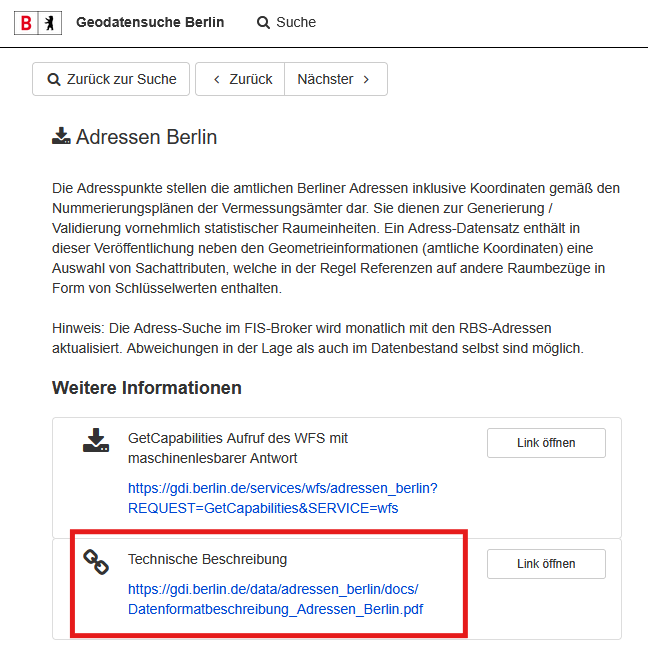 B Geodatensuche Berlin Suche
Zurück zur Suche Zurück Nächster
Adressen Berlin
Die Adresspunkte stellen die amtlichen Berliner Adressen inklusive Koordinaten gemäß den
Nummerierungsplänen der Vermessungsämter dar. Sie dienen zur Generierung /
Validierung vornehmlich statistischer Raumeinheiten. Ein Adress-Datensatz enthält in
dieser Veröffentlichung neben den Geometrieinformationen (amtliche Koordinaten) eine
Auswahl von Sachattributen, welche in der Regel Referenzen auf andere Raumbezüge in
Form von Schlüsselwerten enthalten.
Hinweis: Die Adress-Suche im FIS-Broker wird monatlich mit den RBS-Adressen
aktualisiert. Abweichungen in der Lage als auch im Datenbestand selbst sind möglich.
Weitere Informationen
GetCapabilities Aufruf des WFS mit
maschinenlesbarer Antwort
Link öffnen
https://gdi.berlin.de/services/wfs/adressen_berlin?
REQUEST=GetCapabilities&SERVICE=wfs
Technische Beschreibung
Link öffnen
https://gdi.berlin.de/data/adressen_berlin/docs/
Datenformatbeschreibung_Adressen_Berlin.pdf